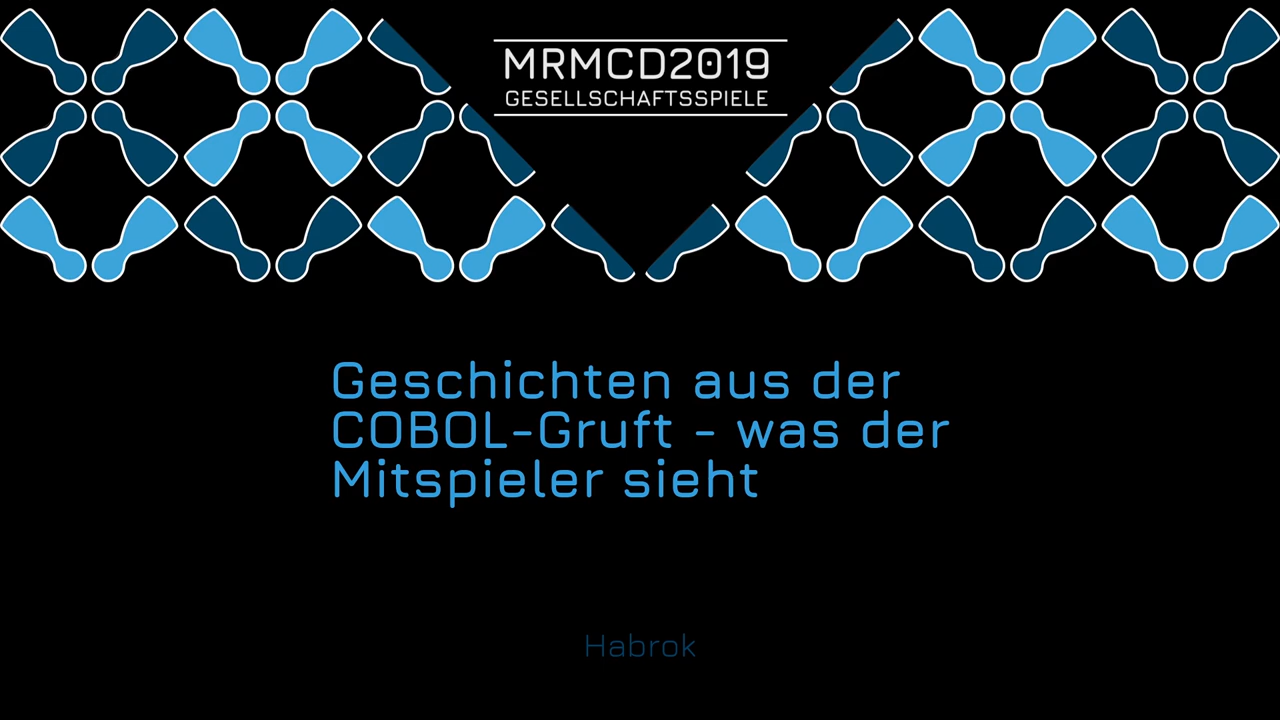 MRMCD2019
GESELLSCHAFTSSPIELE
Geschichten aus der
COBOL-Gruft - was der
Mitspieler sieht
Habrok